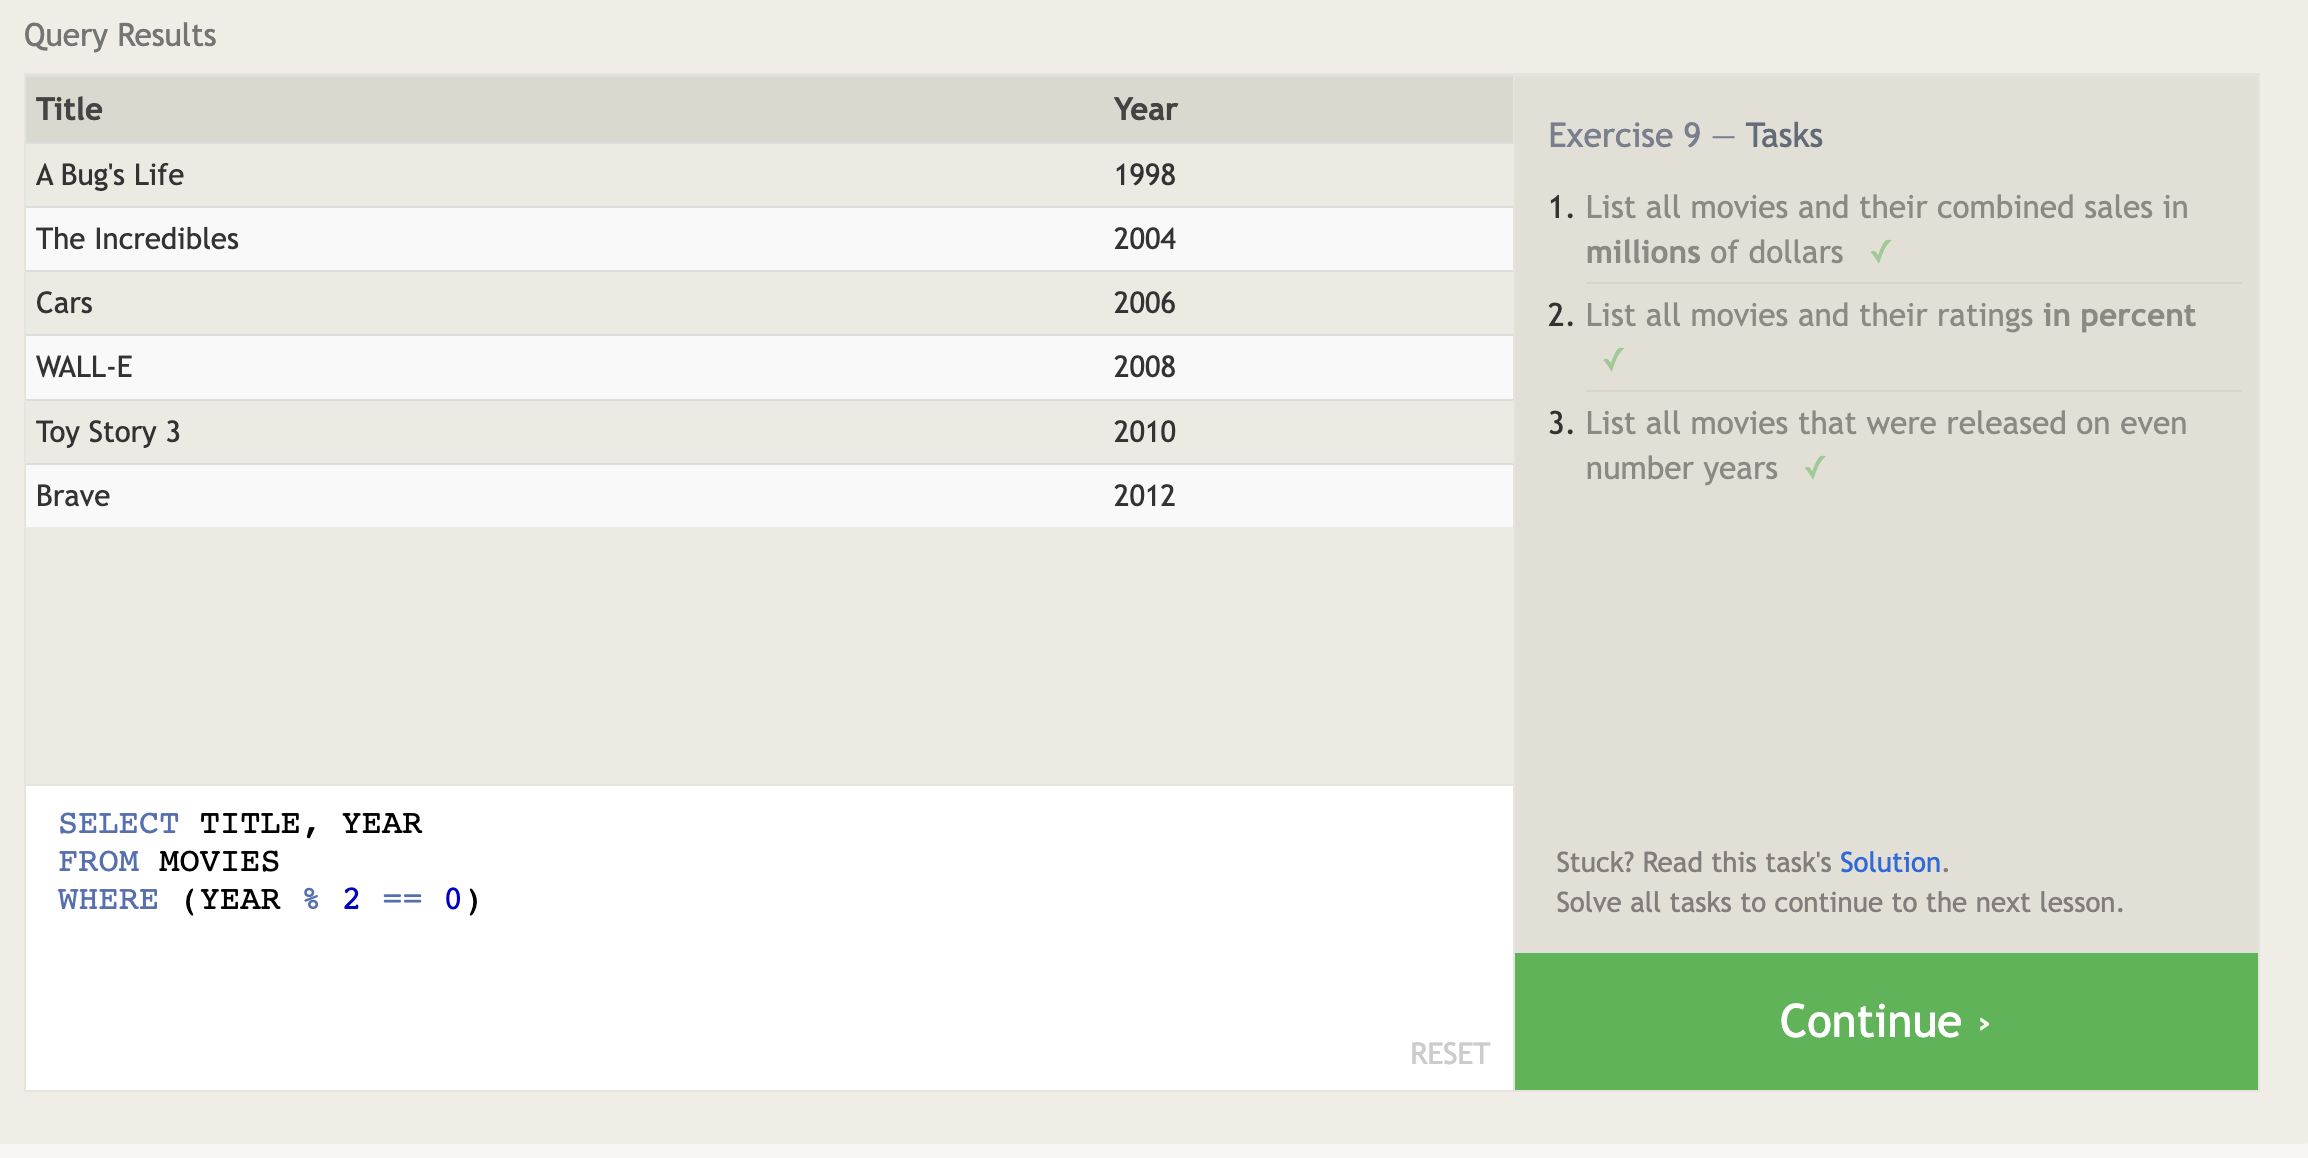 Query Results
Title Year
A Bug's Life 1998
The Incredibles 2004
Cars 2006
WALL-E 2008
Toy Story 3 2010
Brave 2012
SELECT TITLE, YEAR
FROM MOVIES
WHERE (YEAR % 2 == 0)
RESET
Exercise 9 — Tasks
1. List all movies and their combined sales in
millions of dollars ✓
2. List all movies and their ratings in percent
✓
3. List all movies that were released on even
number years ✓
Stuck? Read this task's Solution.
Solve all tasks to continue to the next lesson.
Continue ›